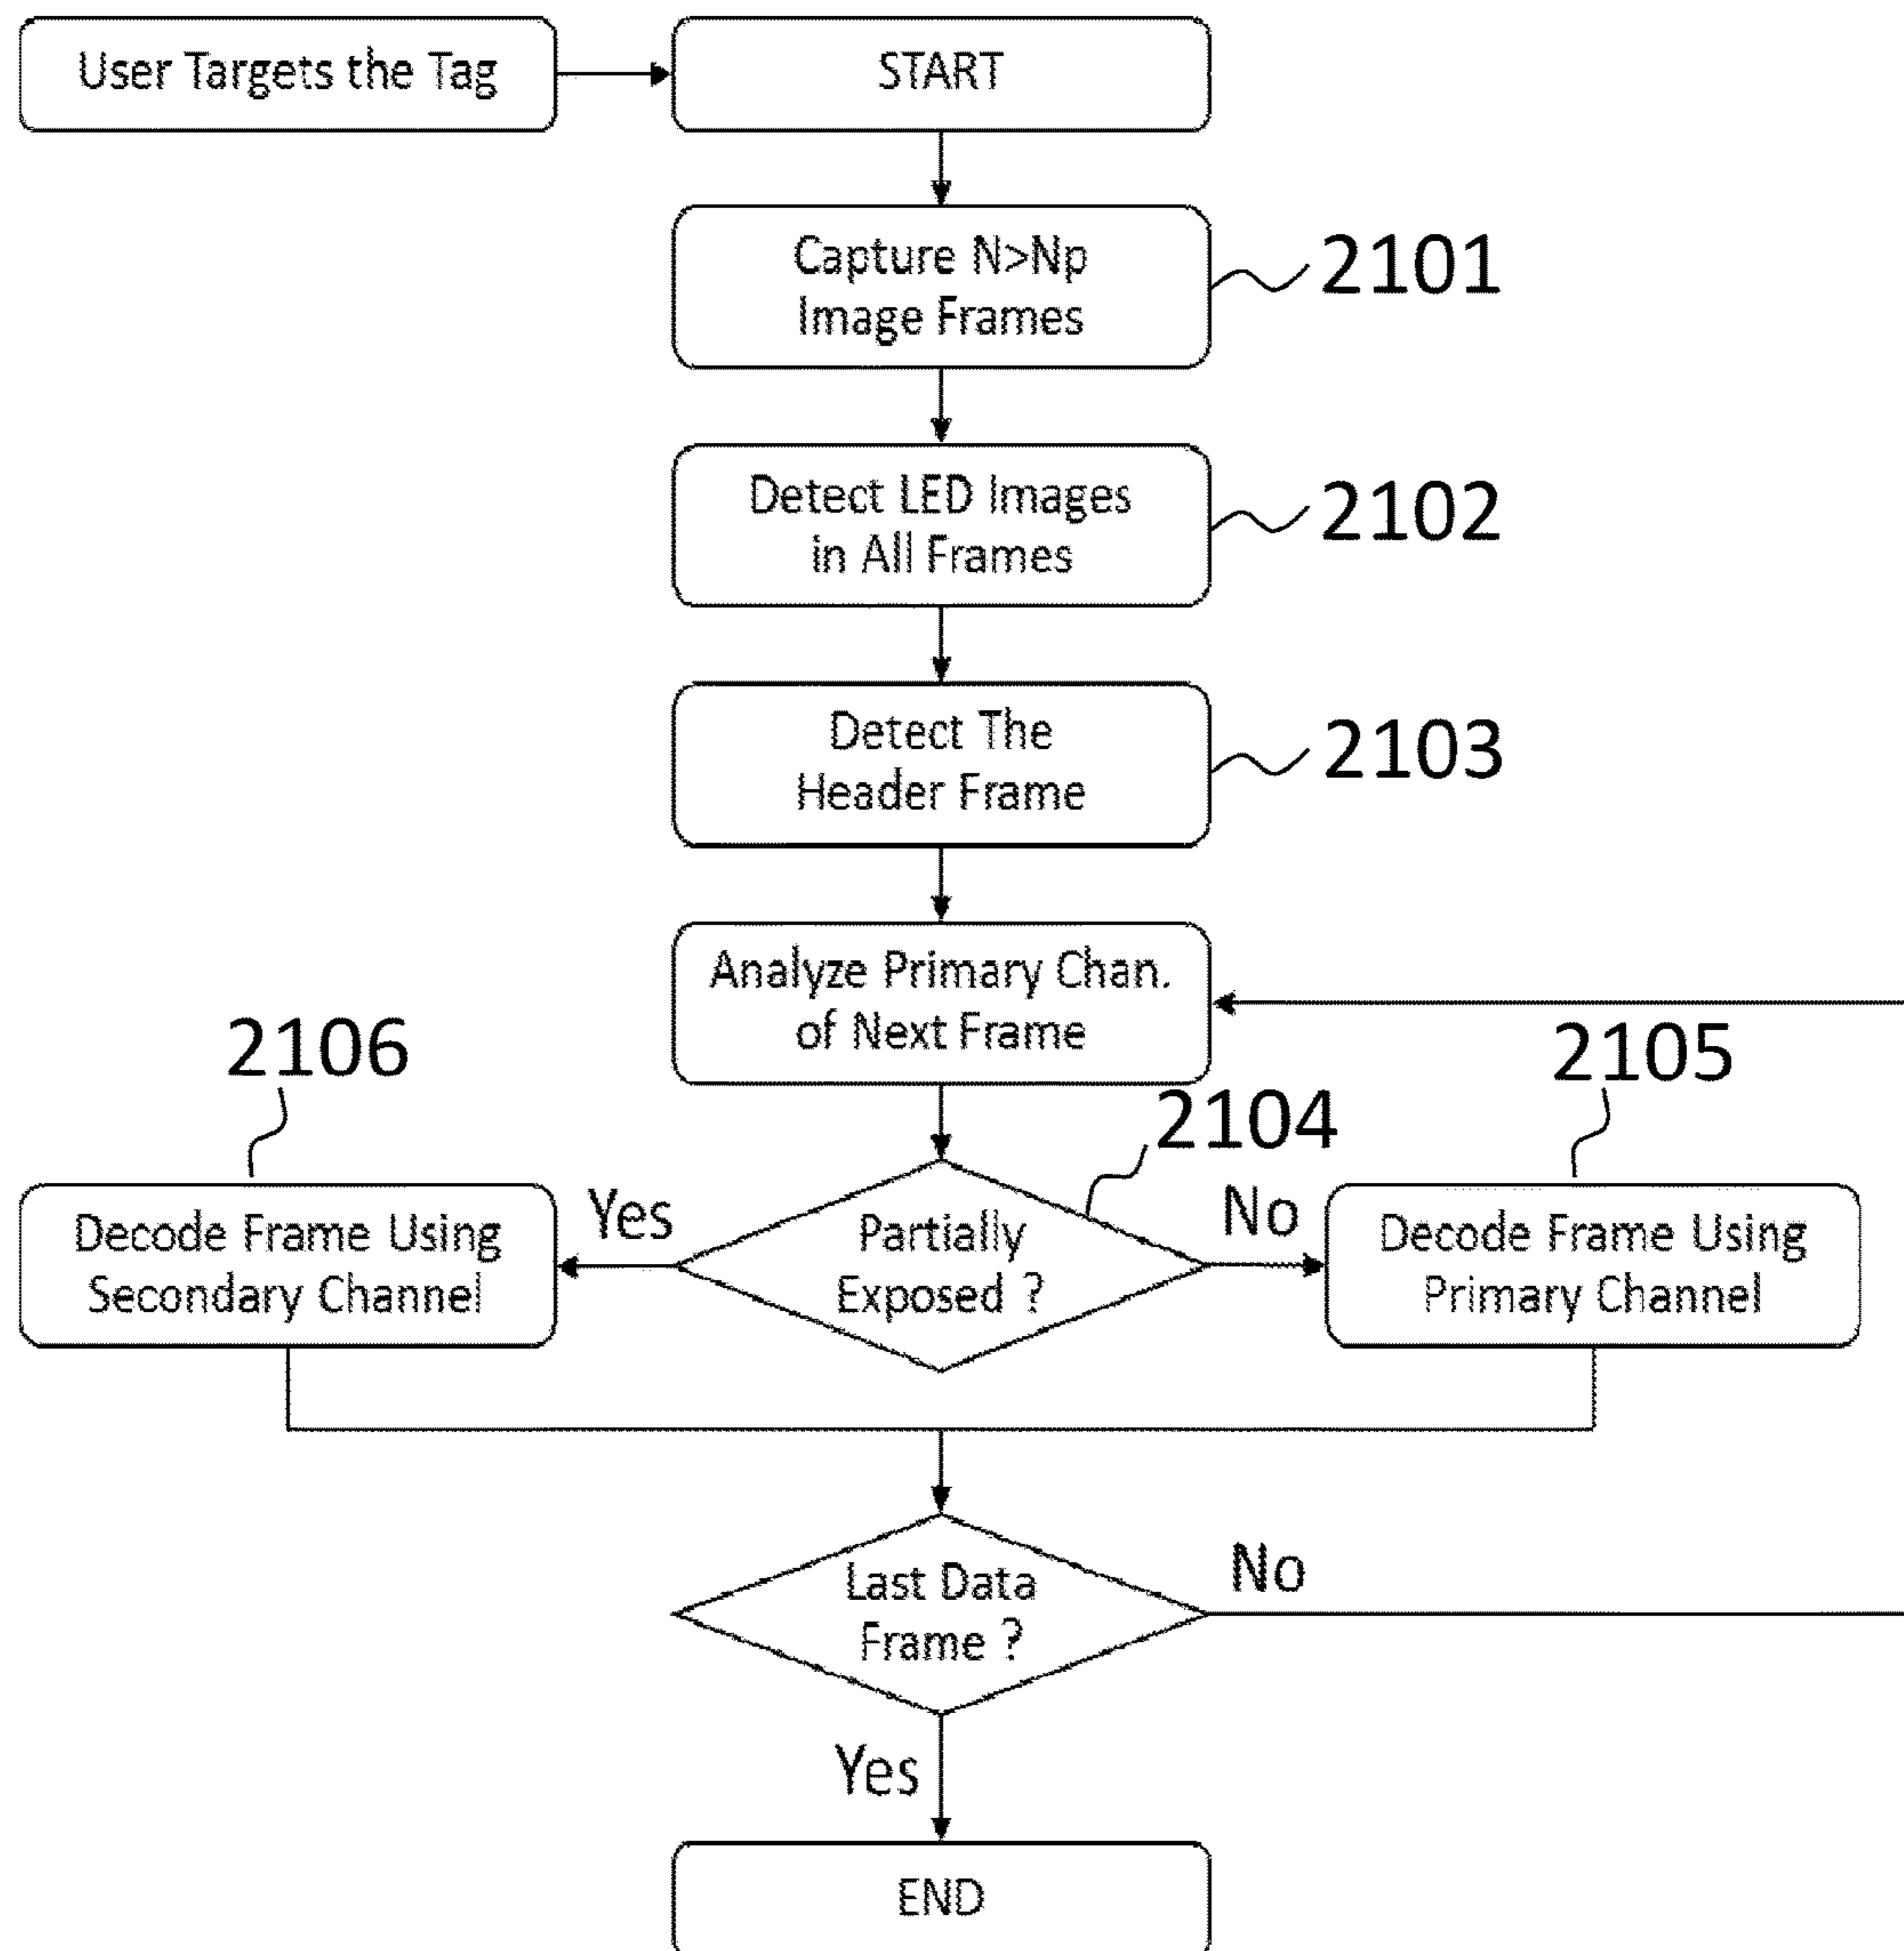 User Targets the Tag
START
Capture N>Np
Image Frames
2101
Detect LED Images
in All Frames
2102
Detect The
Header Frame
2103
Analyze Primary Chan.
of Next Frame
2106
2105
2104
Decode Frame Using
Secondary Channel
Yes
Partially
Exposed ?
No
Decode Frame Using
Primary Channel
Last Data
Frame ?
No
Yes
END